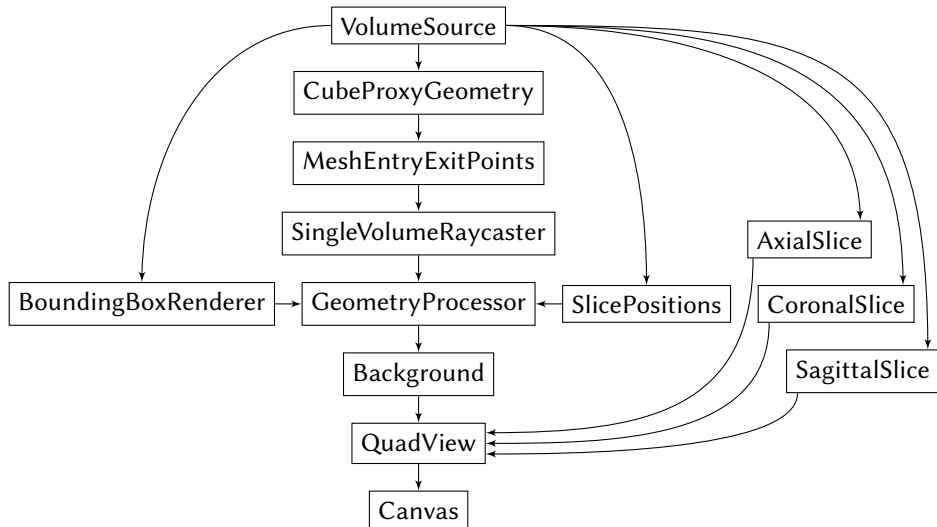 VolumeSource
CubeProxyGeometry
MeshEntryExitPoints
SingleVolumeRaycaster
AxialSlice
BoundingBoxRenderer GeometryProcessor SlicePositions CoronalSlice
Background SagittalSlice
QuadView
Canvas